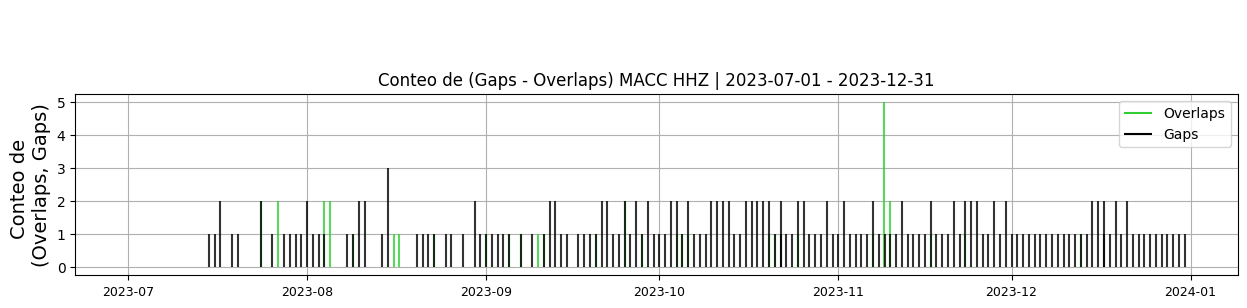 Conteo de (Gaps - Overlaps) MACC HHZ | 2023-07-01 - 2023-12-31
Conteo de
(Overlaps, Gaps)
5
4
3
2
1
0
Overlaps
Gaps
2023-07
2023-08
2023-09
2023-10
2023-11
2023-12
2024-01